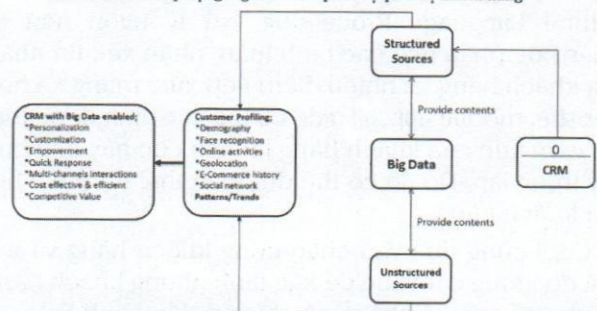 Structured
Sources
Provide contents
CRM with Big Data enabled;
*Personalization
*Customization
*Empowerment
*Quick Response
*Multi-channels interactions
*Cost effective & efficient
*Competitive Value
Customer Profiling:
*Demography
*Face recognition
*Online activities
*Geolocation
*E-Commerce history
*Social network
Patterns/Trends
Big Data
0
CRM
Provide contents
Unstructured
Sources